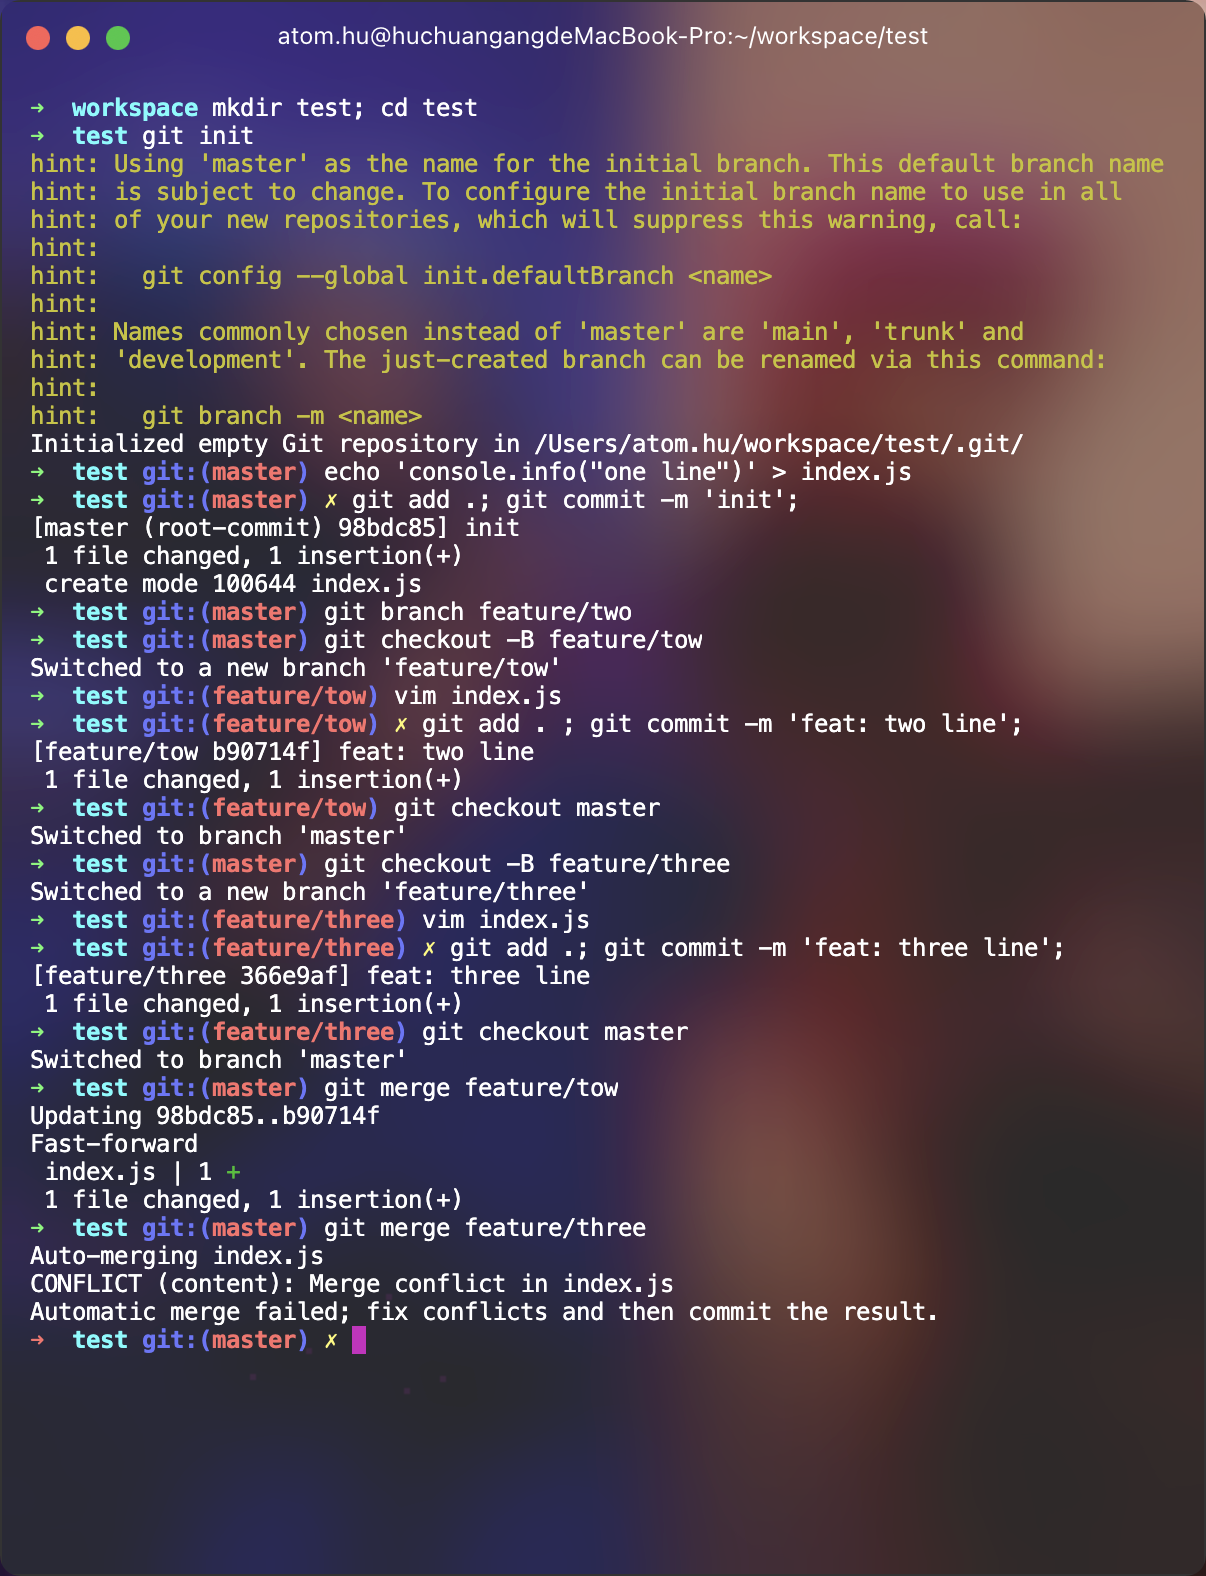 atom.hu@huchuangangdeMacBook-Pro:~/workspace/test
→ workspace mkdir test; cd test
→ test git init
hint: Using 'master' as the name for the initial branch. This default branch name
hint: is subject to change. To configure the initial branch name to use in all
hint: of your new repositories, which will suppress this warning, call:
hint:
hint:   git config --global init.defaultBranch <name>
hint:
hint: Names commonly chosen instead of 'master' are 'main', 'trunk' and
hint: 'development'. The just-created branch can be renamed via this command:
hint:
hint:   git branch -m <name>
Initialized empty Git repository in /Users/atom.hu/workspace/test/.git/
→ test git:(master) echo 'console.info("one line")' > index.js
→ test git:(master) ✗ git add .; git commit -m 'init';
[master (root-commit) 98bdc85] init
 1 file changed, 1 insertion(+)
 create mode 100644 index.js
→ test git:(master) git branch feature/two
→ test git:(master) git checkout -B feature/tow
Switched to a new branch 'feature/tow'
→ test git:(feature/tow) vim index.js
→ test git:(feature/tow) ✗ git add . ; git commit -m 'feat: two line';
[feature/tow b90714f] feat: two line
 1 file changed, 1 insertion(+)
→ test git:(feature/tow) git checkout master
Switched to branch 'master'
→ test git:(master) git checkout -B feature/three
Switched to a new branch 'feature/three'
→ test git:(feature/three) vim index.js
→ test git:(feature/three) ✗ git add .; git commit -m 'feat: three line';
[feature/three 366e9af] feat: three line
 1 file changed, 1 insertion(+)
→ test git:(feature/three) git checkout master
Switched to branch 'master'
→ test git:(master) git merge feature/tow
Updating 98bdc85..b90714f
Fast-forward
 index.js | 1 +
 1 file changed, 1 insertion(+)
→ test git:(master) git merge feature/three
Auto-merging index.js
CONFLICT (content): Merge conflict in index.js
Automatic merge failed; fix conflicts and then commit the result.
→ test git:(master) ✗